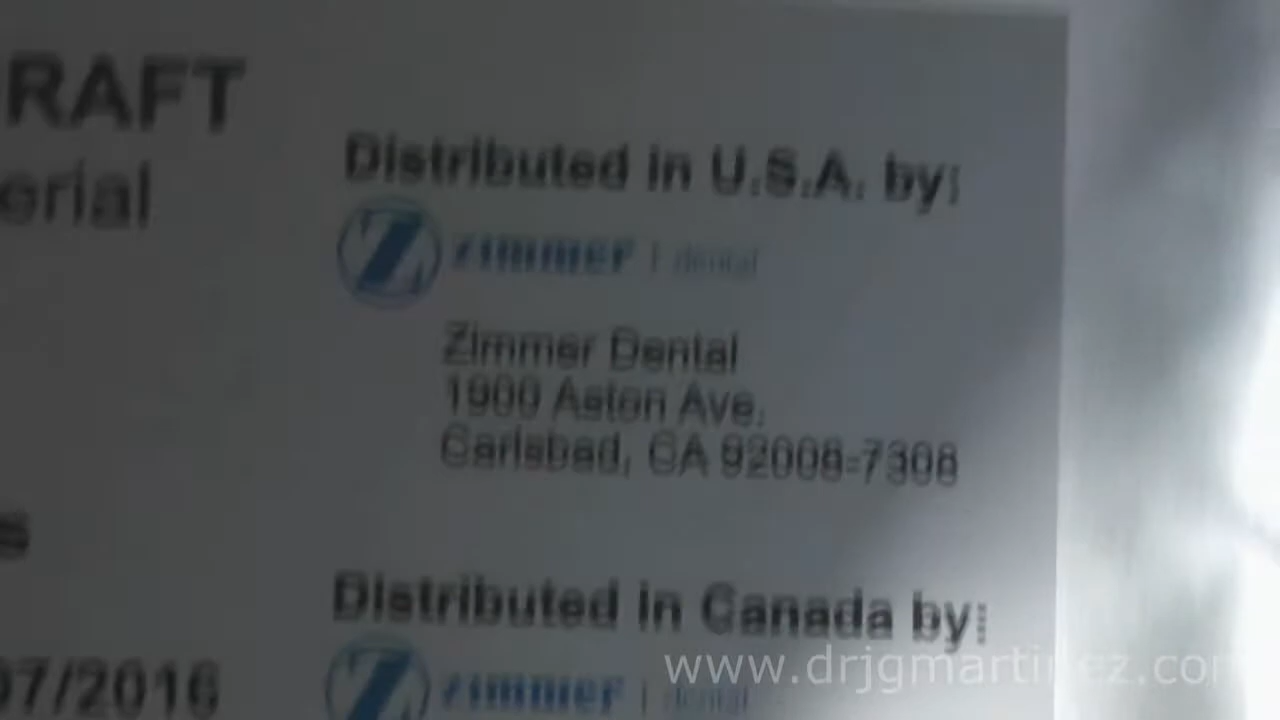 RAFT
erial
Distributed in U.S.A. by:
Z zimmer | dental
Zimmer Dental
1900 Aston Ave.
Carlsbad, CA 92008-7308
s
07/2016
Distributed in Canada by:
Z zimmer | dental
www.drjgmartinez.com